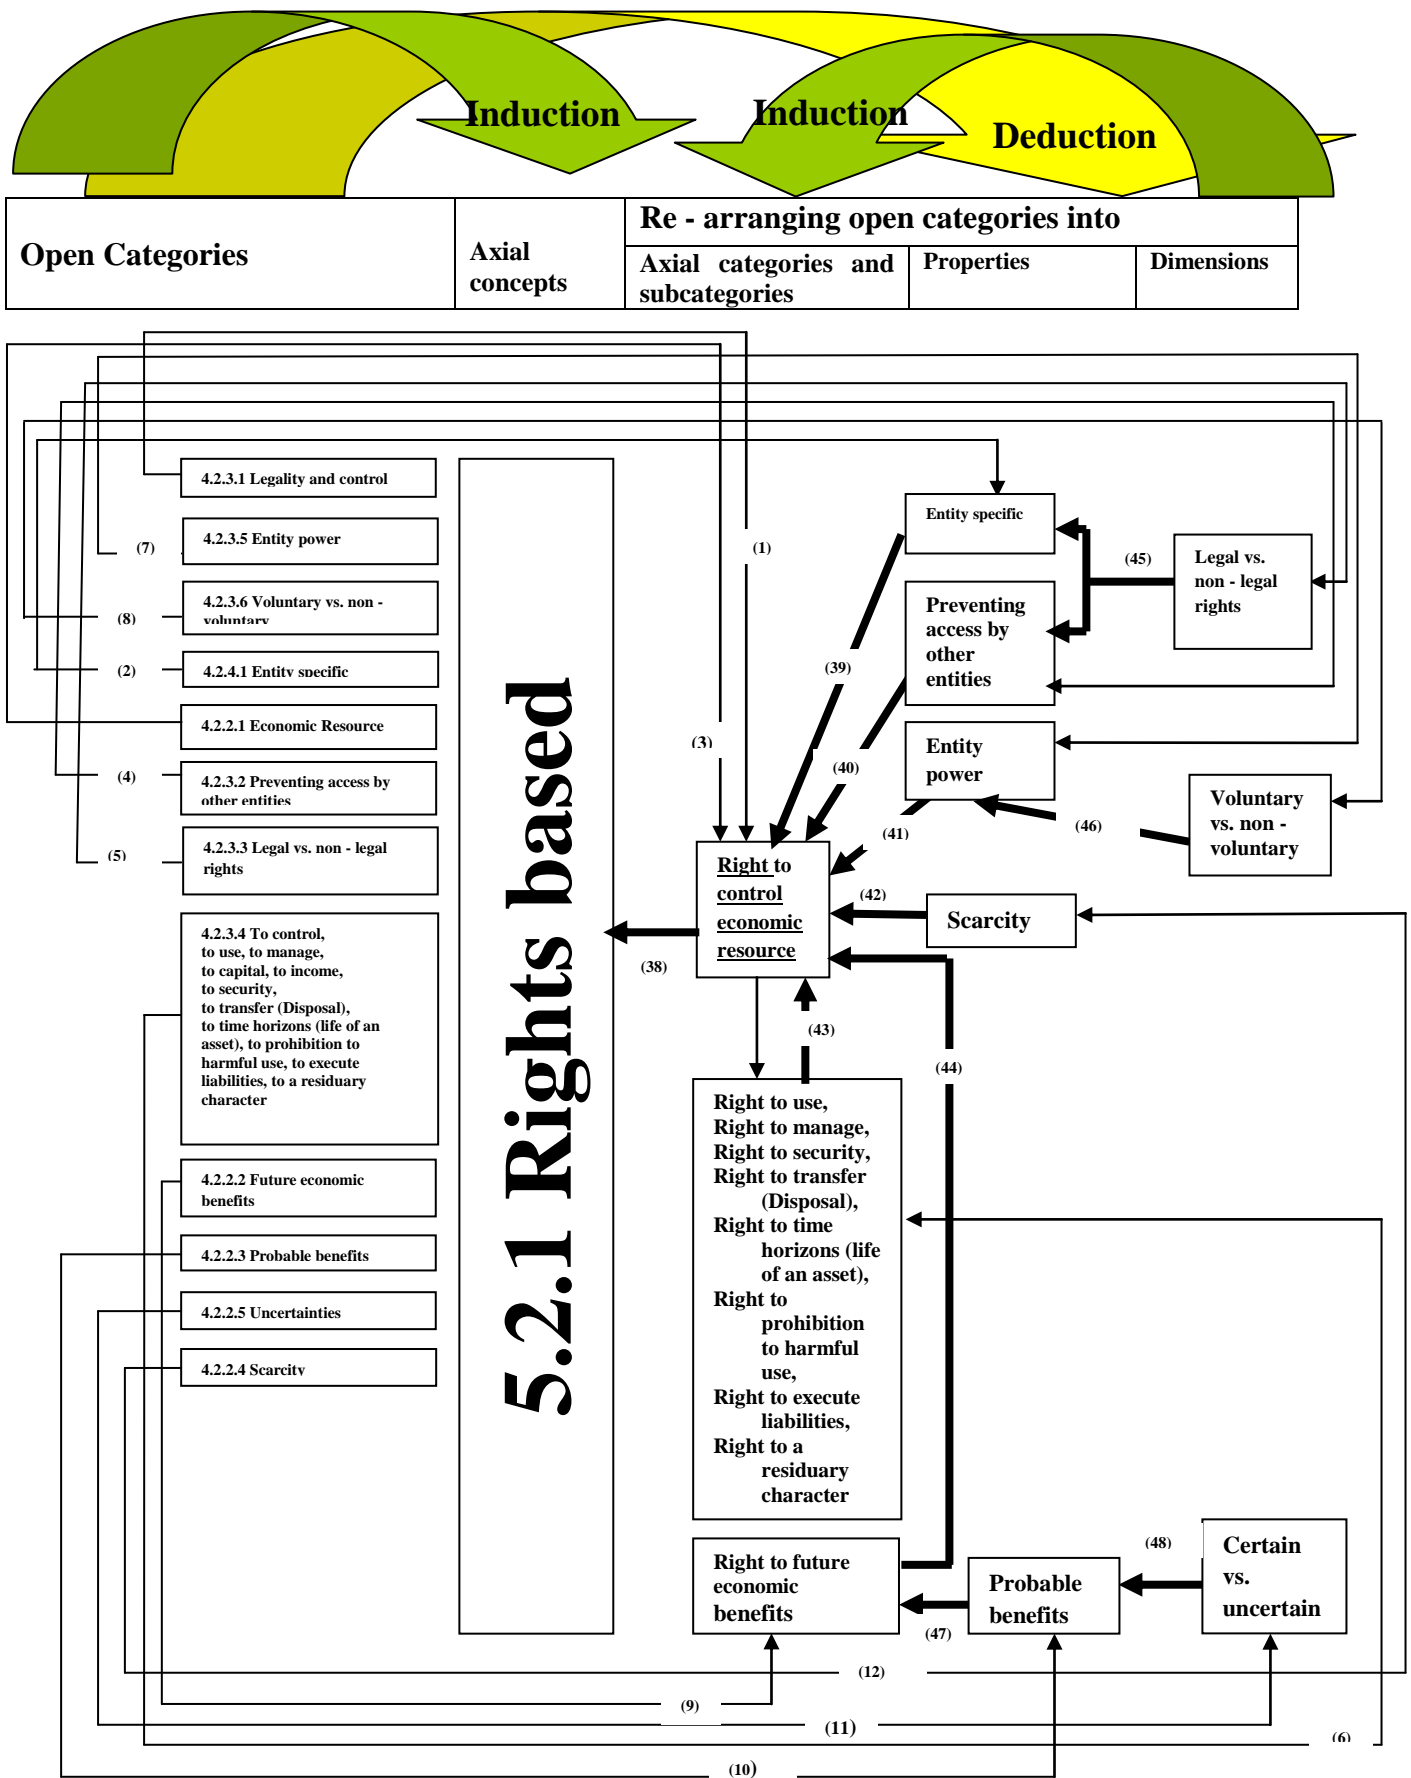 Induction
Induction
Deduction
Open Categories
Axial
concepts
Re - arranging open categories into
Axial categories and
subcategories
Properties
Dimensions
4.2.3.1 Legality and control
4.2.3.5 Entity power
(7)
4.2.3.6 Voluntary vs. non -
voluntary
(8)
4.2.4.1 Entity specific
(2)
4.2.2.1 Economic Resource
4.2.3.2 Preventing access by
other entities
(4)
4.2.3.3 Legal vs. non - legal
rights
(5)
4.2.3.4 To control,
to use, to manage,
to capital, to income,
to security,
to transfer (Disposal),
to time horizons (life of an
asset), to prohibition to
harmful use, to execute
liabilities, to a residuary
character
4.2.2.2 Future economic
benefits
4.2.2.3 Probable benefits
4.2.2.5 Uncertainties
4.2.2.4 Scarcity
5.2.1 Rights based
(1)
(3)
(38)
Right to
control
economic
resource
(39)
(40)
(41)
(42)
(43)
(44)
Right to use,
Right to manage,
Right to security,
Right to transfer
(Disposal),
Right to time
horizons (life
of an asset),
Right to
prohibition
to harmful
use,
Right to execute
liabilities,
Right to a
residuary
character
Right to future
economic
benefits
Entity specific
Preventing
access by
other
entities
Entity
power
Scarcity
(45)
Legal vs.
non - legal
rights
(46)
Voluntary
vs. non -
voluntary
(47)
Probable
benefits
(48)
Certain
vs.
uncertain
(12)
(9)
(11)
(6)
(10)